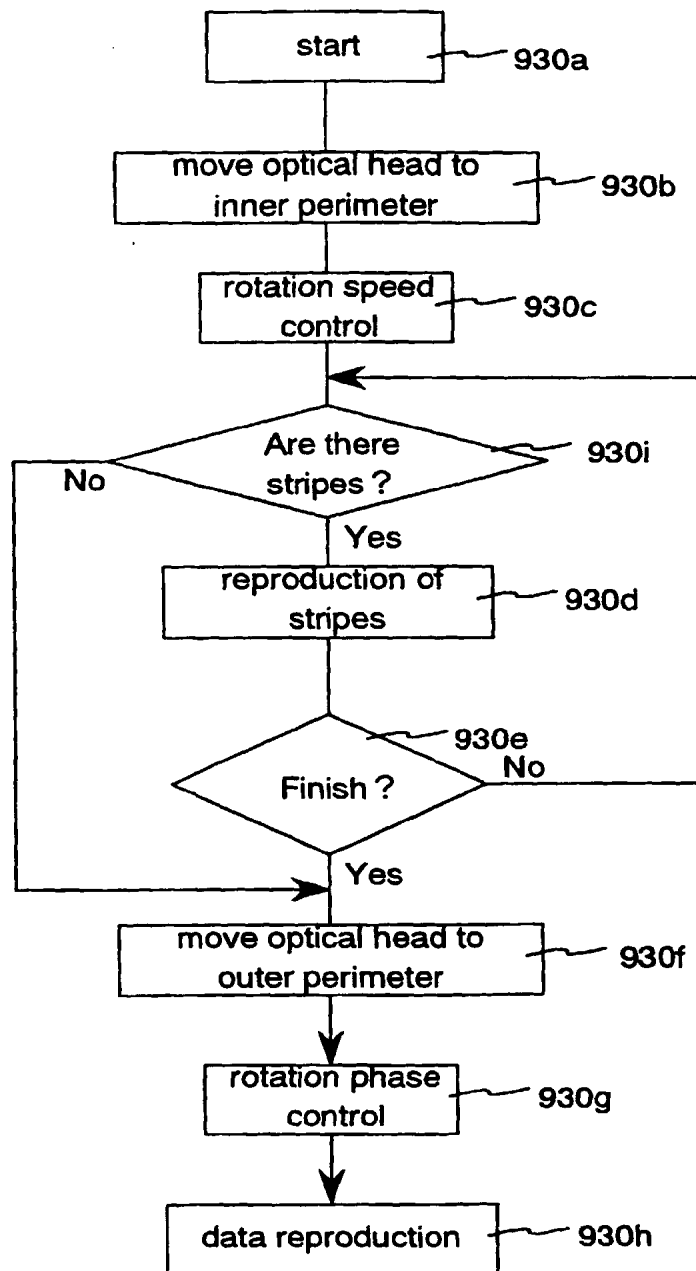 start
930a
move optical head to
inner perimeter
930b
rotation speed
control
930c
Are there
stripes ?
930i
No
Yes
reproduction of
stripes
930d
930e
Finish ?
No
Yes
move optical head to
outer perimeter
930f
rotation phase
control
930g
data reproduction
930h